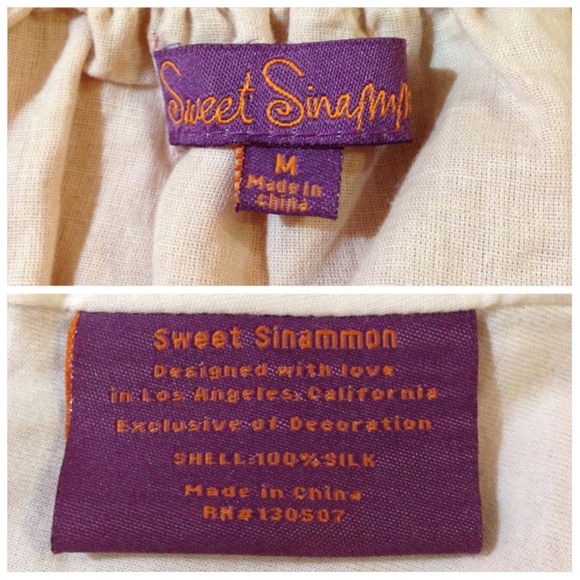 Sweet Sinammon
M
Made in
China
Sweet Sinammon
Designed with love
in Los Angeles, California
Exclusive of Decoration
SHELL:100%SILK
Made in China
RN#130507